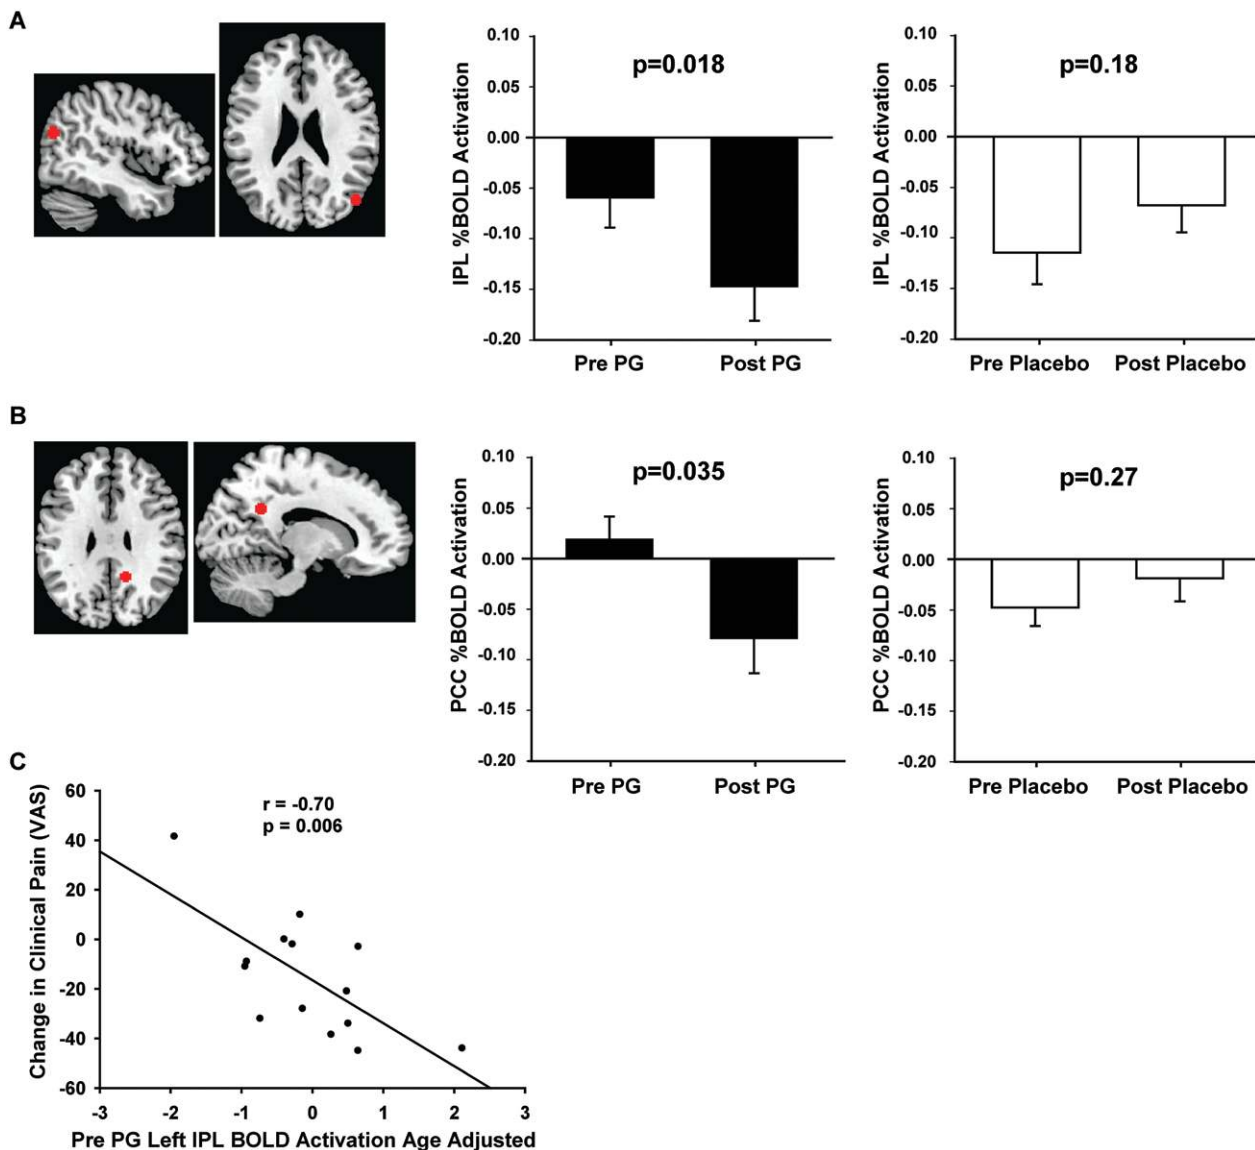 A
IPL %BOLD Activation
0.10
0.05
0.00
-0.05
-0.10
-0.15
-0.20
p=0.018
Pre PG Post PG
IPL %BOLD Activation
0.10
0.05
0.00
-0.05
-0.10
-0.15
-0.20
p=0.18
Pre Placebo Post Placebo
B
PCC %BOLD Activation
0.10
0.05
0.00
-0.05
-0.10
-0.15
-0.20
p=0.035
Pre PG Post PG
PCC %BOLD Activation
0.10
0.05
0.00
-0.05
-0.10
-0.15
-0.20
p=0.27
Pre Placebo Post Placebo
C
Change in Clinical Pain (VAS)
60
40
20
0
-20
-40
-60
r = -0.70
p = 0.006
-3 -2 -1 0 1 2 3
Pre PG Left IPL BOLD Activation Age Adjusted